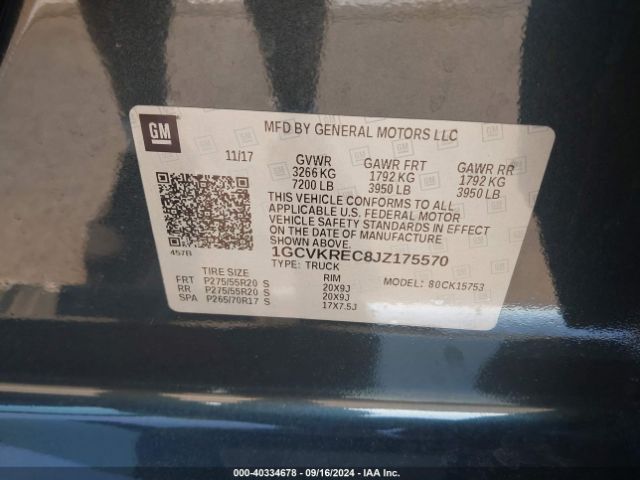 GM
MFD BY GENERAL MOTORS LLC
11/17
GVWR GAWR FRT GAWR RR
3266 KG 1792 KG 1792 KG
7200 LB 3950 LB 3950 LB
THIS VEHICLE CONFORMS TO ALL
APPLICABLE U.S. FEDERAL MOTOR
VEHICLE SAFETY STANDARDS IN EFFECT
ON THE DATE OF MANUFACTURE
SHOWN ABOVE.
1GCVKREC8JZ175570
457B
TYPE: TRUCK
TIRE SIZE RIM MODEL: 80CK15753
FRT P275/55R20 S 20X9J
RR P275/55R20 S 20X9J
SPA P265/70R17 S 17X7.5J
000-40334678 - 09/16/2024 - IAA Inc.